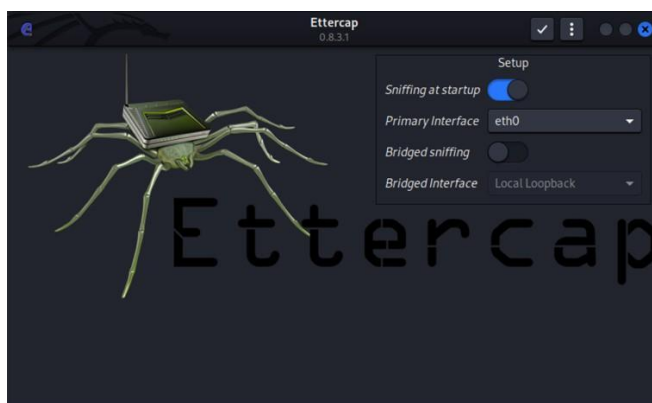 Ettercap
0.8.3.1
Setup
Sniffing at startup
Primary Interface eth0
Bridged sniffing
Bridged Interface Local Loopback
Ettercap